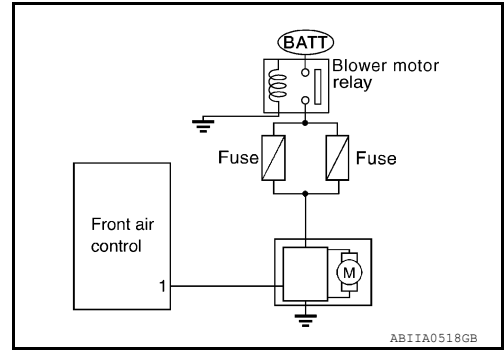 BATT
Blower motor
relay
Fuse
Fuse
Front air
control
1
M
ABIIA0518GB